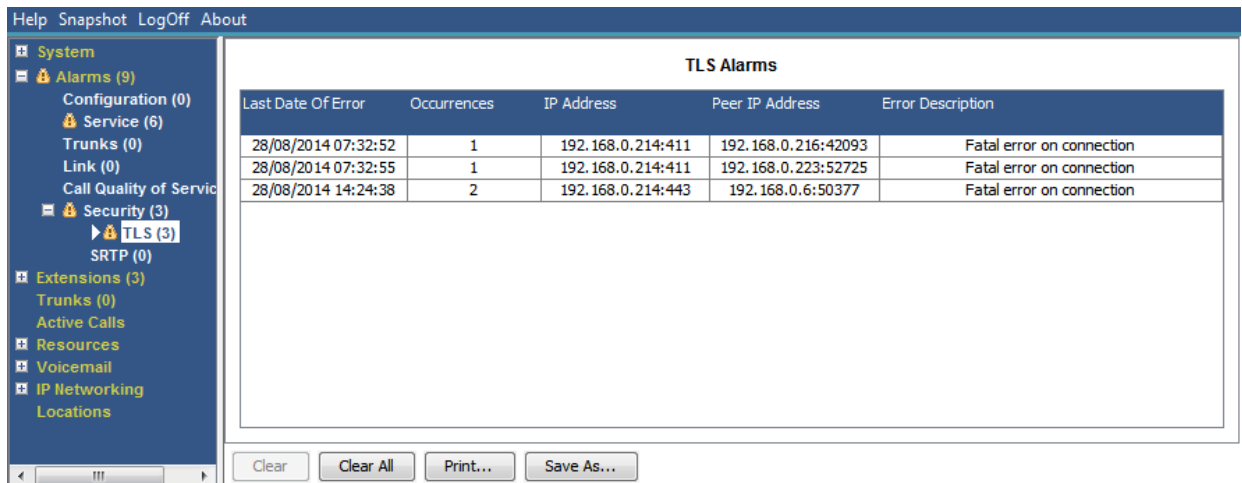 Help Snapshot LogOff About
System
Alarms (9)
Configuration (0)
Service (6)
Trunks (0)
Link (0)
Call Quality of Servic
Security (3)
TLS (3)
SRTP (0)
Extensions (3)
Trunks (0)
Active Calls
Resources
Voicemail
IP Networking
Locations
TLS Alarms
Last Date Of Error Occurrences IP Address Peer IP Address Error Description
28/08/2014 07:32:52 1 192.168.0.214:411 192.168.0.216:42093 Fatal error on connection
28/08/2014 07:32:55 1 192.168.0.214:411 192.168.0.223:52725 Fatal error on connection
28/08/2014 14:24:38 2 192.168.0.214:443 192.168.0.6:50377 Fatal error on connection
Clear Clear All Print... Save As...